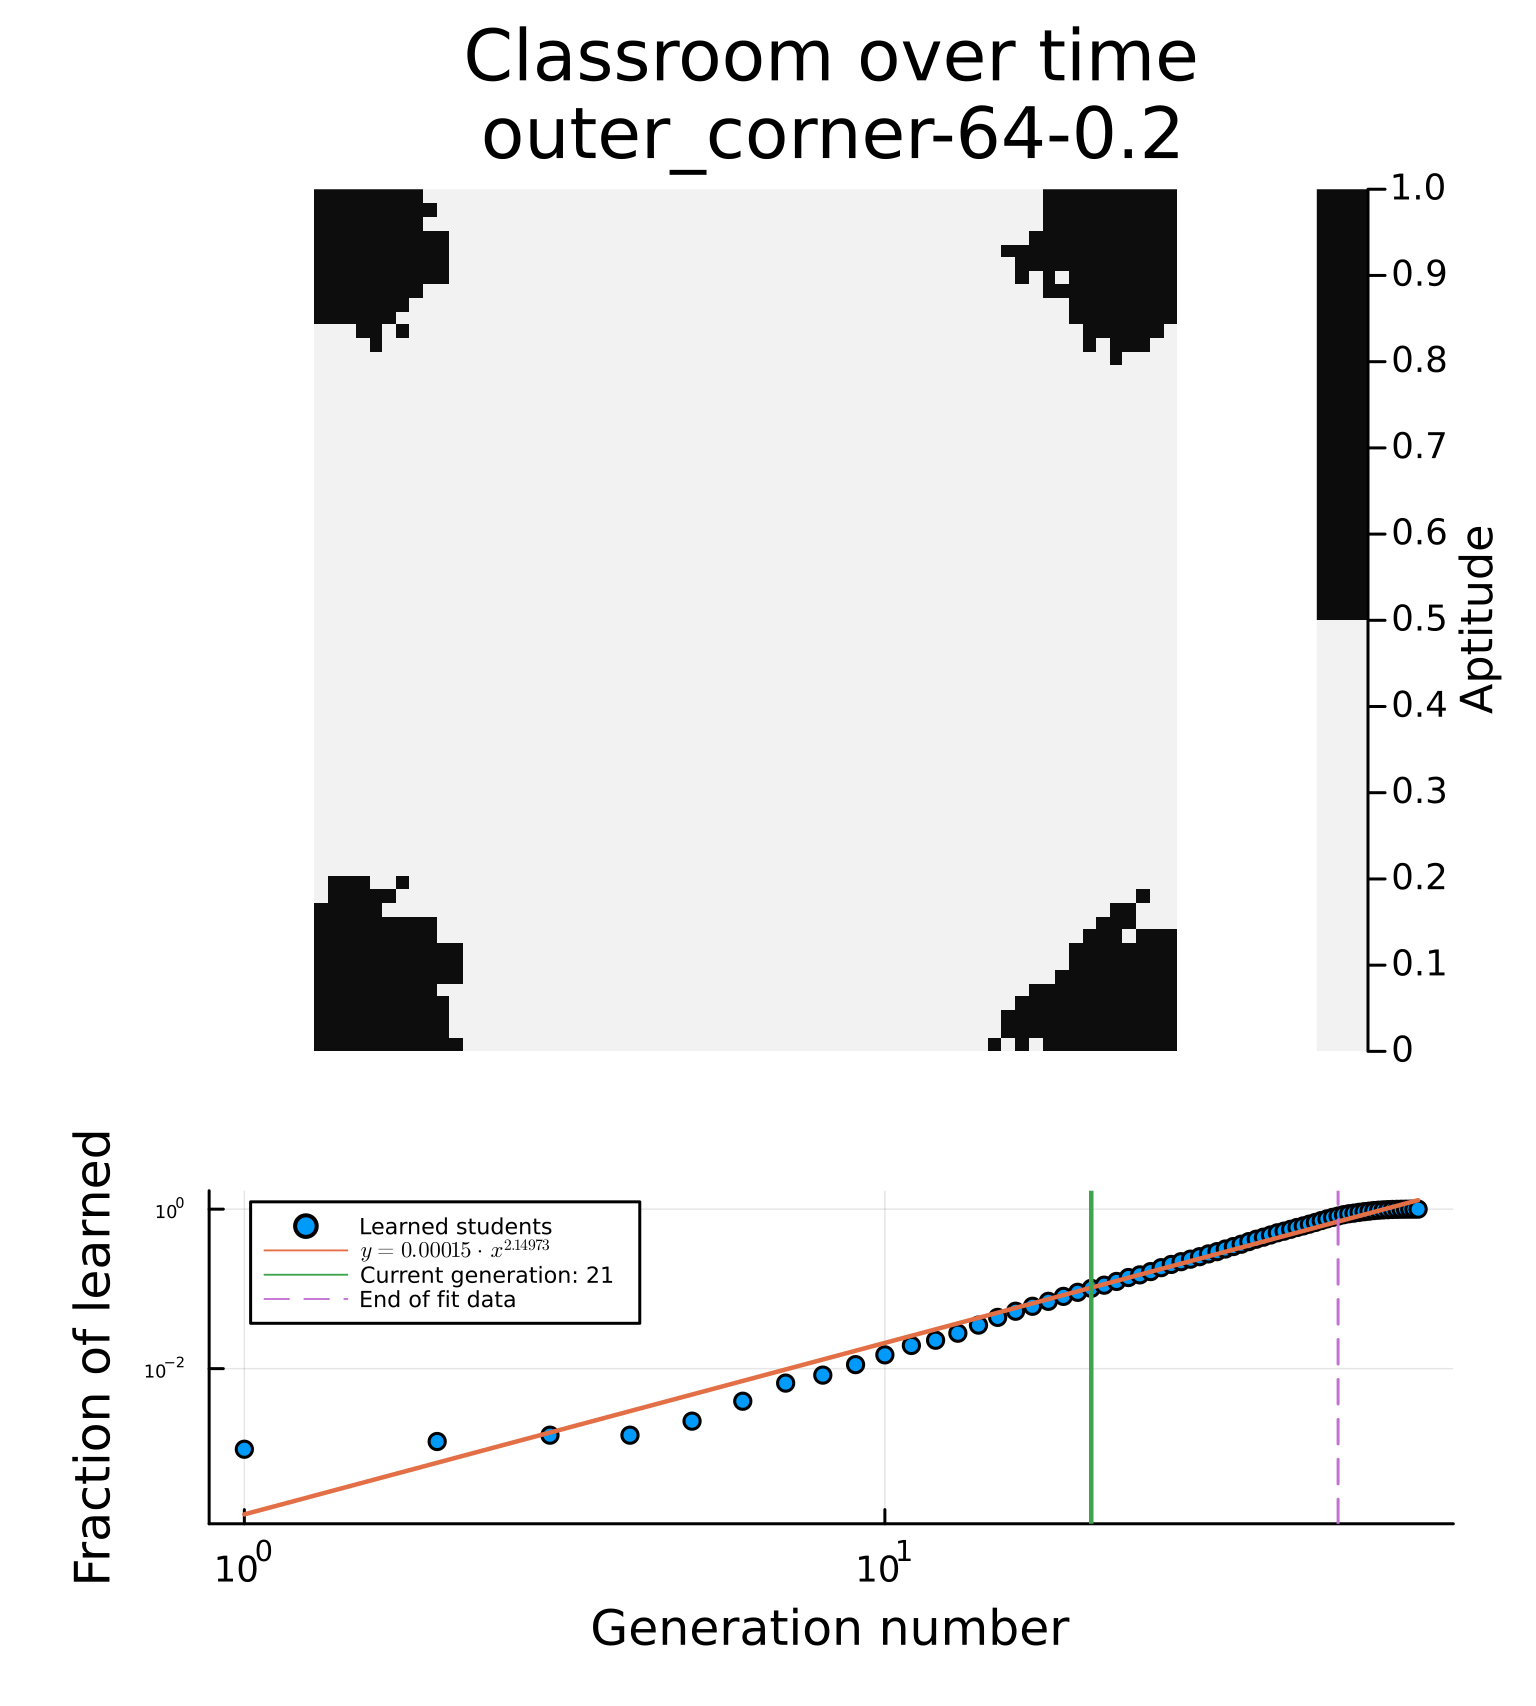 Classroom over time
outer_corner-64-0.2
1.0
0.9
0.8
0.7
0.6
0.5
0.4
0.3
0.2
0.1
0
Aptitude
Fraction of learned
10^0
10^-2
Learned students
y = 0.00015 · x^2.14973
Current generation: 21
End of fit data
10^0
10^1
Generation number